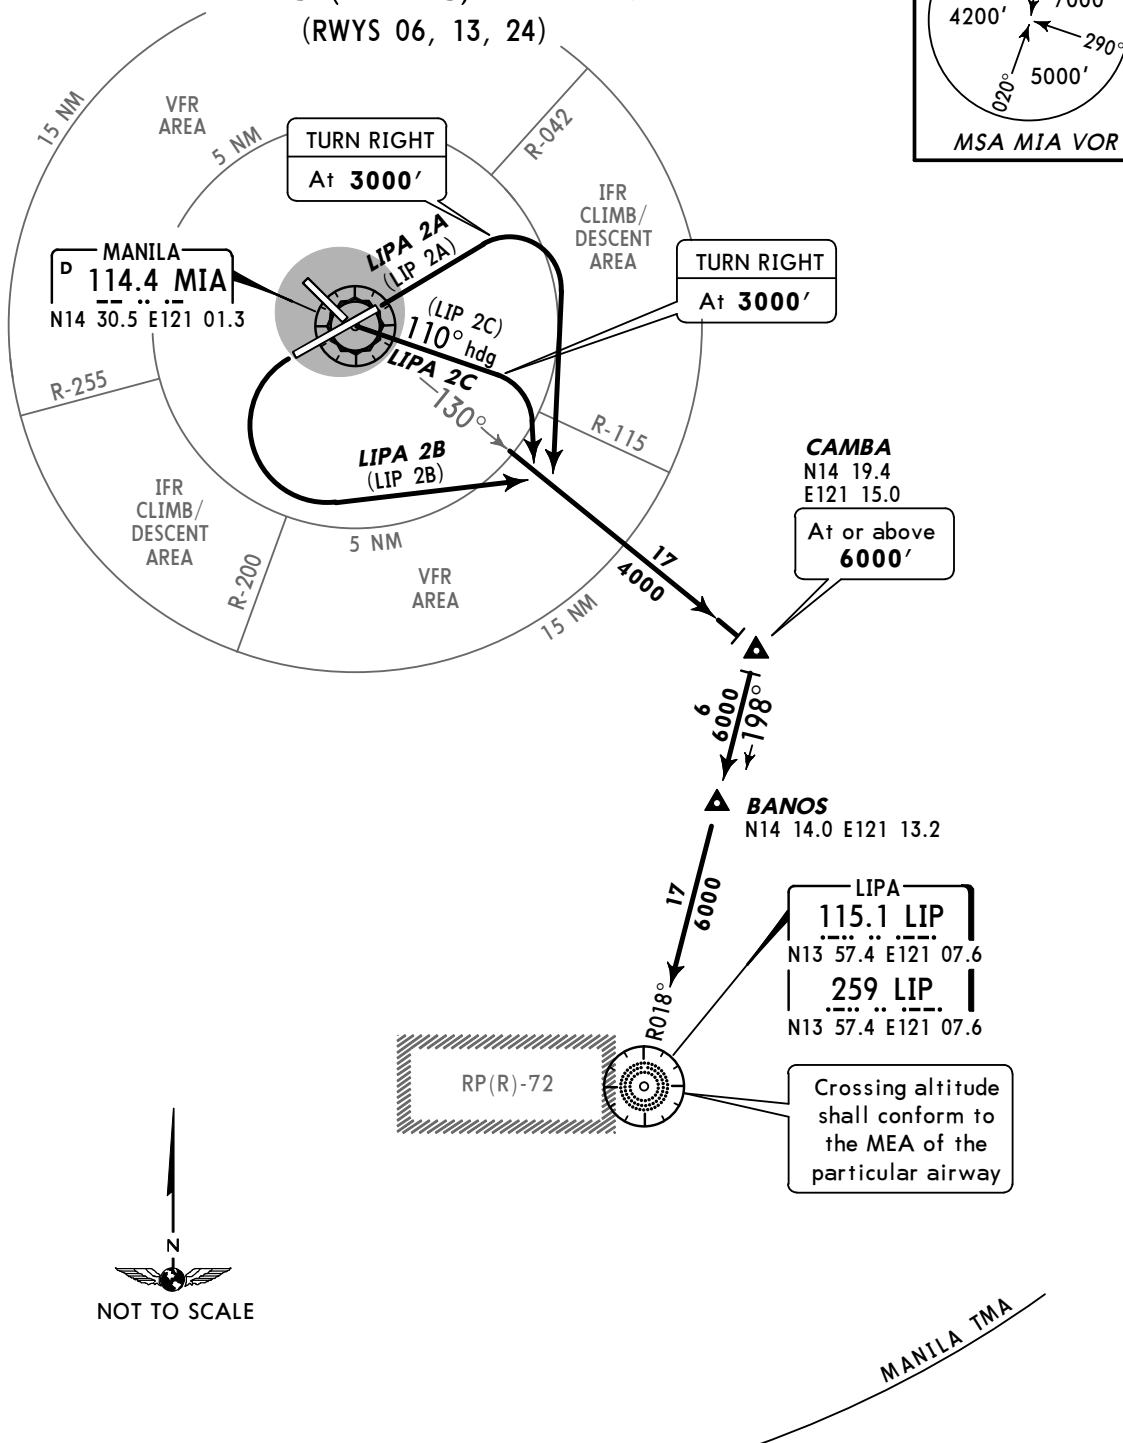 (RWYS 06, 13, 24)
4200'
7000
290°
020°
5000'
MSA MIA VOR
15 NM
VFR
AREA
5 NM
TURN RIGHT
At 3000'
R-042
IFR
CLIMB/
DESCENT
AREA
MANILA
D 114.4 MIA
N14 30.5 E121 01.3
LIPA 2A
(LIP 2A)
TURN RIGHT
At 3000'
(LIP 2C)
110° hdg
LIPA 2C
130°
R-255
R-115
LIPA 2B
(LIP 2B)
CAMBA
N14 19.4
E121 15.0
At or above
6000'
IFR
CLIMB/
DESCENT
AREA
5 NM
R-200
VFR
AREA
17
4000
15 NM
6
6000
198°
BANOS
N14 14.0 E121 13.2
17
6000
LIPA
115.1 LIP
N13 57.4 E121 07.6
259 LIP
N13 57.4 E121 07.6
R018°
RP(R)-72
Crossing altitude
shall conform to
the MEA of the
particular airway
N
NOT TO SCALE
MANILA TMA